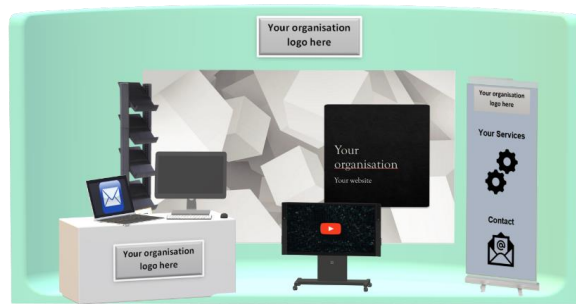 Your organisation
logo here
Your
organisation
Your website
Your organisation
logo here
Your Services
Contact
@
Your organisation
logo here